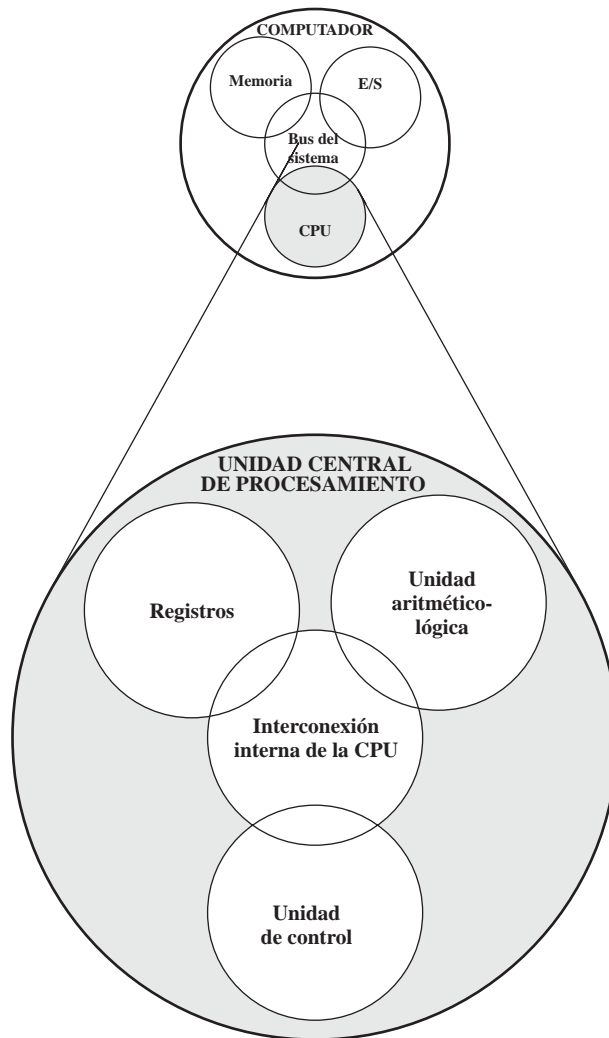 COMPUTADOR
Memoria
E/S
Bus del
sistema
CPU
UNIDAD CENTRAL
DE PROCESAMIENTO
Registros
Unidad
aritmético-
lógica
Interconexión
interna de la CPU
Unidad
de control